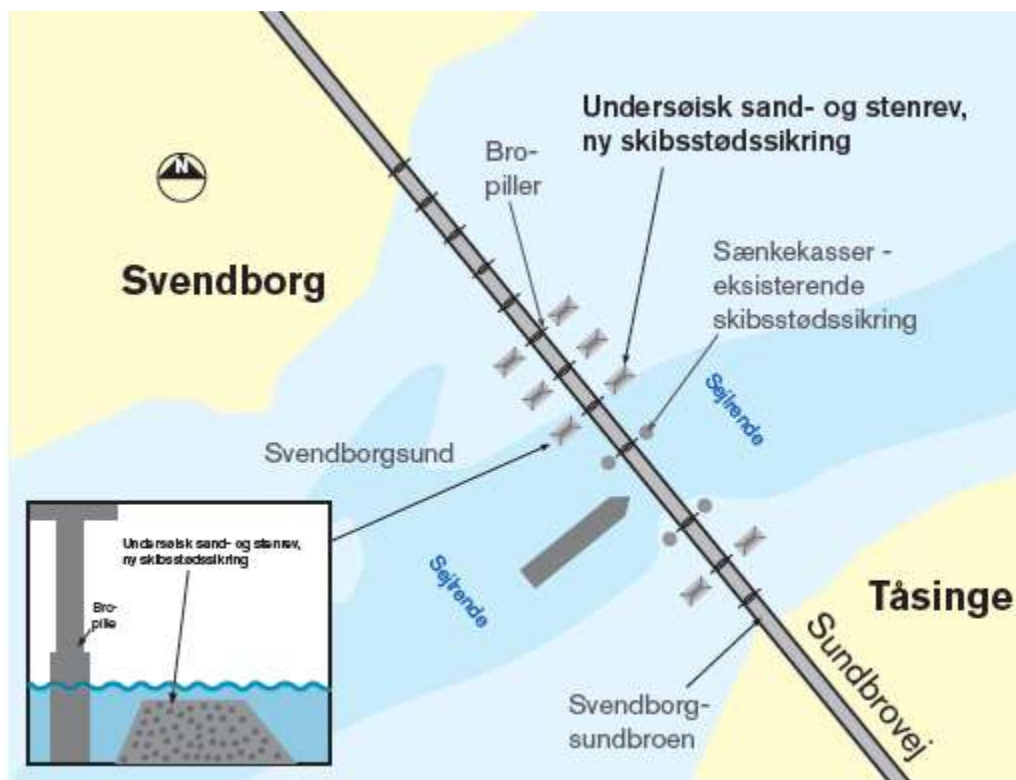 Undersøisk sand- og stenrev,
ny skibsstødssikring
Bro-
piller
N
Sænkekasser -
eksisterende
skibsstødssikring
Svendborg
Sejlrende
Svendborgsund
Undersøisk sand- og stenrev,
ny skibsstødssikring
Bro-
pille
Sejlrende
Tåsinge
Sundbrovej
Svendborg-
sundbroen